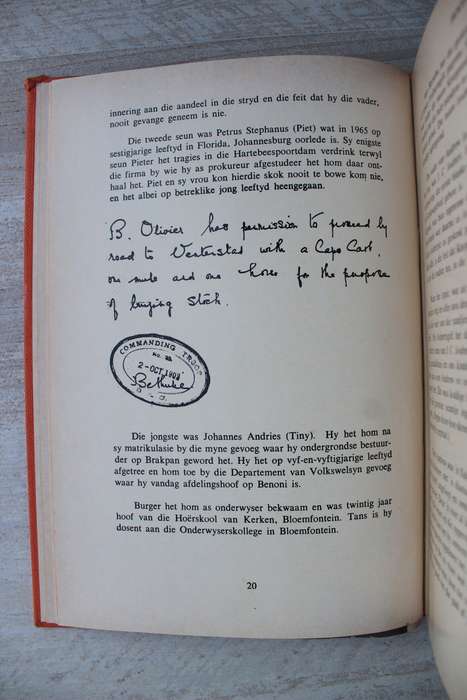 innering aan die aandeel in die stryd en die feit dat hy die vader,
nooit gevange geneem is nie.
Die tweede seun was Petrus Stephanus (Piet) wat in 1965 op
sestigjarige leeftyd in Florida, Johannesburg oorlede is. Sy enigste
seun Pieter het tragies in die Hartebeespoortdam verdrink terwyl
die firma by wie hy as prokureur afgestudeer het hom daar ont-
haal het. Piet en sy vrou kon hierdie skok nooit te bowe kom nie,
en het albei op betreklike jong leeftyd heengegaan.
B. Olivier has permission to proceed by
road to Venterstad with a Cape Cart,
one mule and one horse for the purpose
of buying stock.
COMMANDING TROOPS
No.
2-OCT.1902
Bethulie
Die jongste was Johannes Andries (Tiny). Hy het hom na
sy matrikulasie by die myne gevoeg waar hy ondergrondse bestuur-
der op Brakpan geword het. Hy het op vyf-en-vyftigjarige leeftyd
afgetree en hom toe by die Departement van Volkswelsyn gevoeg
waar hy vandag afdelingshoof op Benoni is.
Burger het hom as onderwyser bekwaam en was twintig jaar
hoof van die Hoërskool van Kerken, Bloemfontein. Tans is hy
dosent aan die Onderwyserskollege in Bloemfontein.
20